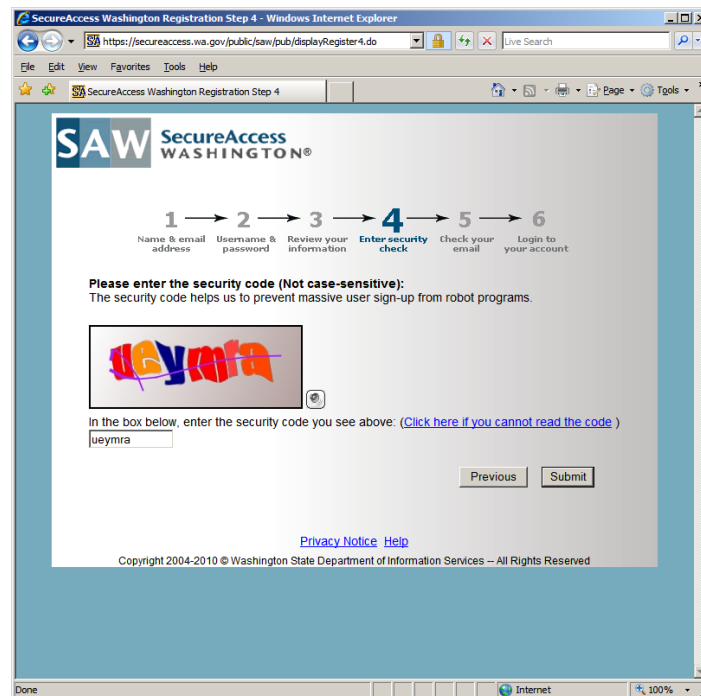 SecureAccess Washington Registration Step 4 - Windows Internet Explorer
https://secureaccess.wa.gov/public/saw/pub/displayRegister4.do
Live Search
File Edit View Favorites Tools Help
SA SecureAccess Washington Registration Step 4
Page Tools
SAW SecureAccess
WASHINGTON®
1 2 3 4 5 6
Name & email address
Username & password
Review your information
Enter security check
Check your email
Login to your account
Please enter the security code (Not case-sensitive):
The security code helps us to prevent massive user sign-up from robot programs.
ueymra
In the box below, enter the security code you see above: (Click here if you cannot read the code )
ueymra
Previous Submit
Privacy Notice Help
Copyright 2004-2010 © Washington State Department of Information Services -- All Rights Reserved
Done Internet 100%